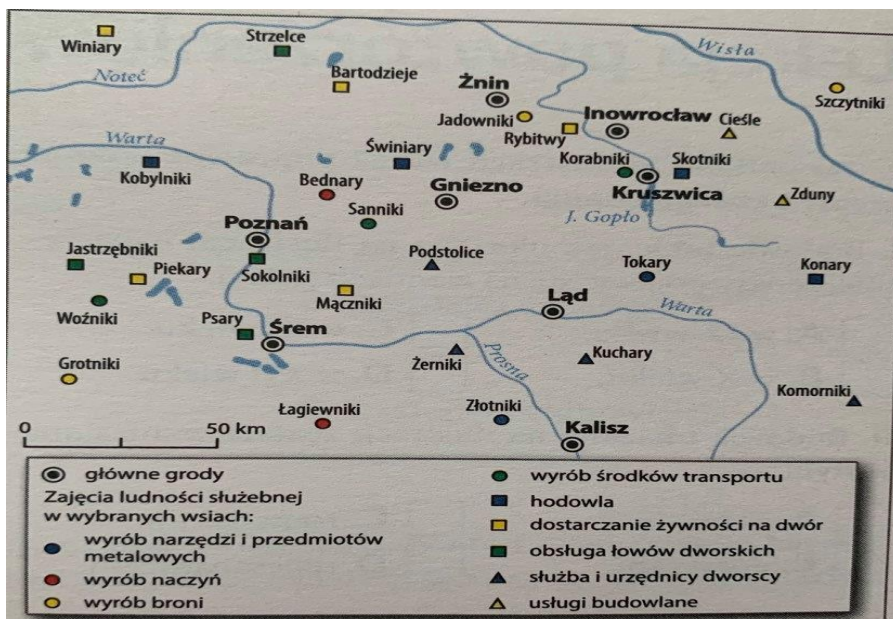 Winiary
Strzelce
Noteć
Bartodzieje
Żnin
Wisła
Szczytniki
Jadowniki
Rybitwy
Inowrocław
Cieśle
Warta
Kobylniki
Świniary
Korabniki
Skotniki
Bednary
Gniezno
Kruszwica
Zduny
Sanniki
J. Gopło
Poznań
Jastrzębniki
Piekary
Sokolniki
Podstolice
Tokary
Konary
Woźniki
Mączniki
Ląd
Warta
Psary
Śrem
Grotniki
Żerniki
Prosna
Kuchary
Komorniki
Łagiewniki
Złotniki
Kalisz
0 50 km
główne grody
Zajęcia ludności służebnej
w wybranych wsiach:
wyrób narzędzi i przedmiotów
metalowych
wyrób naczyń
wyrób broni
wyrób środków transportu
hodowla
dostarczanie żywności na dwór
obsługa łowów dworskich
służba i urzędnicy dworscy
usługi budowlane